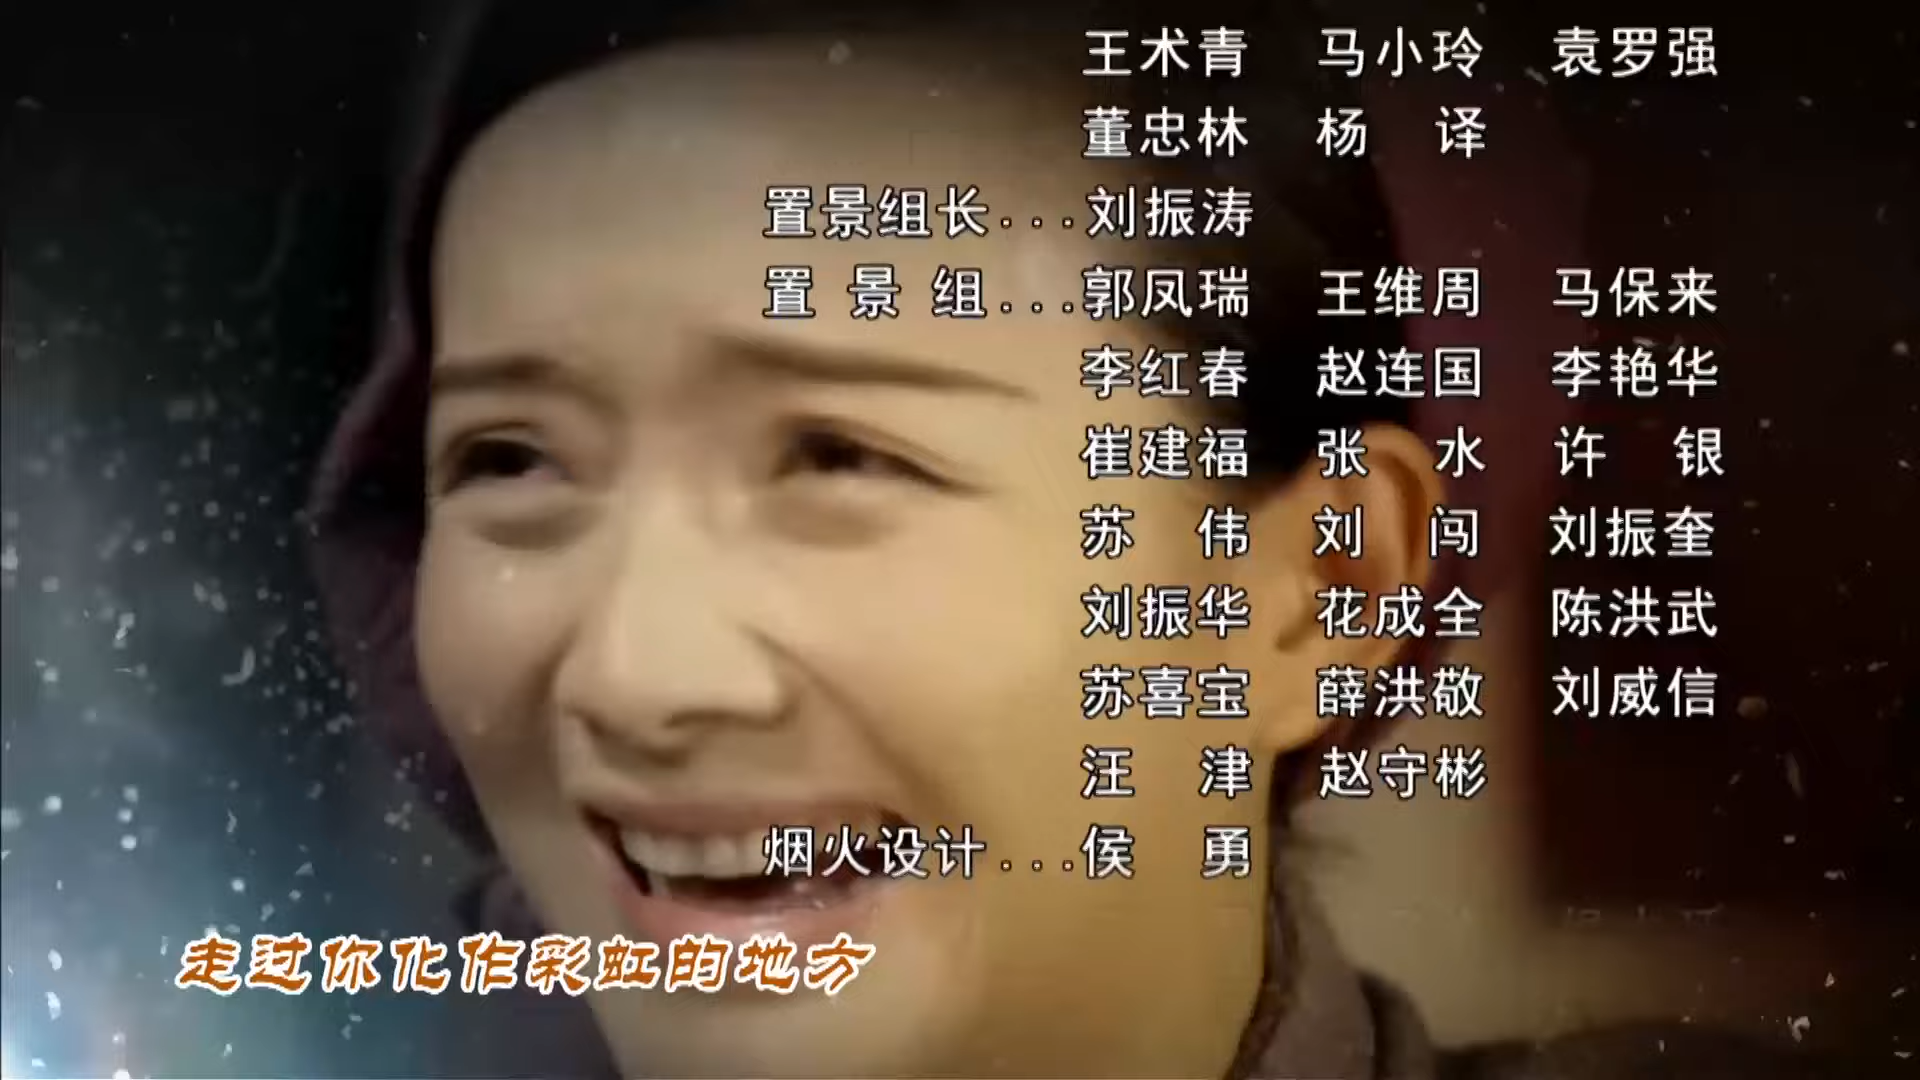 王术青 马小玲 袁罗强
董忠林 杨 译
置景组长...刘振涛
置 景 组...郭凤瑞 王维周 马保来
李红春 赵连国 李艳华
崔建福 张 水 许 银
苏 伟 刘 闯 刘振奎
刘振华 花成全 陈洪武
苏喜宝 薛洪敬 刘威信
汪 津 赵守彬
烟火设计...侯 勇
走过你化作彩虹的地方